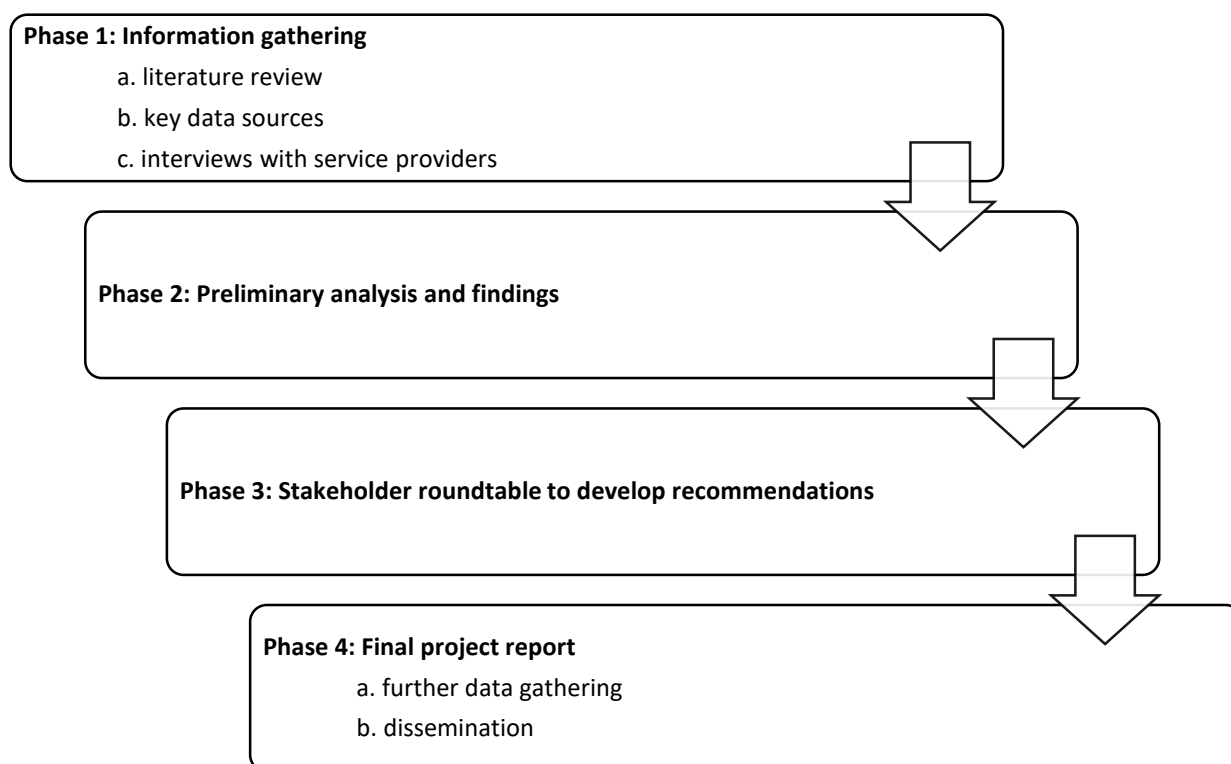 Phase 1: Information gathering
a. literature review
b. key data sources
c. interviews with service providers
Phase 2: Preliminary analysis and findings
Phase 3: Stakeholder roundtable to develop recommendations
Phase 4: Final project report
a. further data gathering
b. dissemination